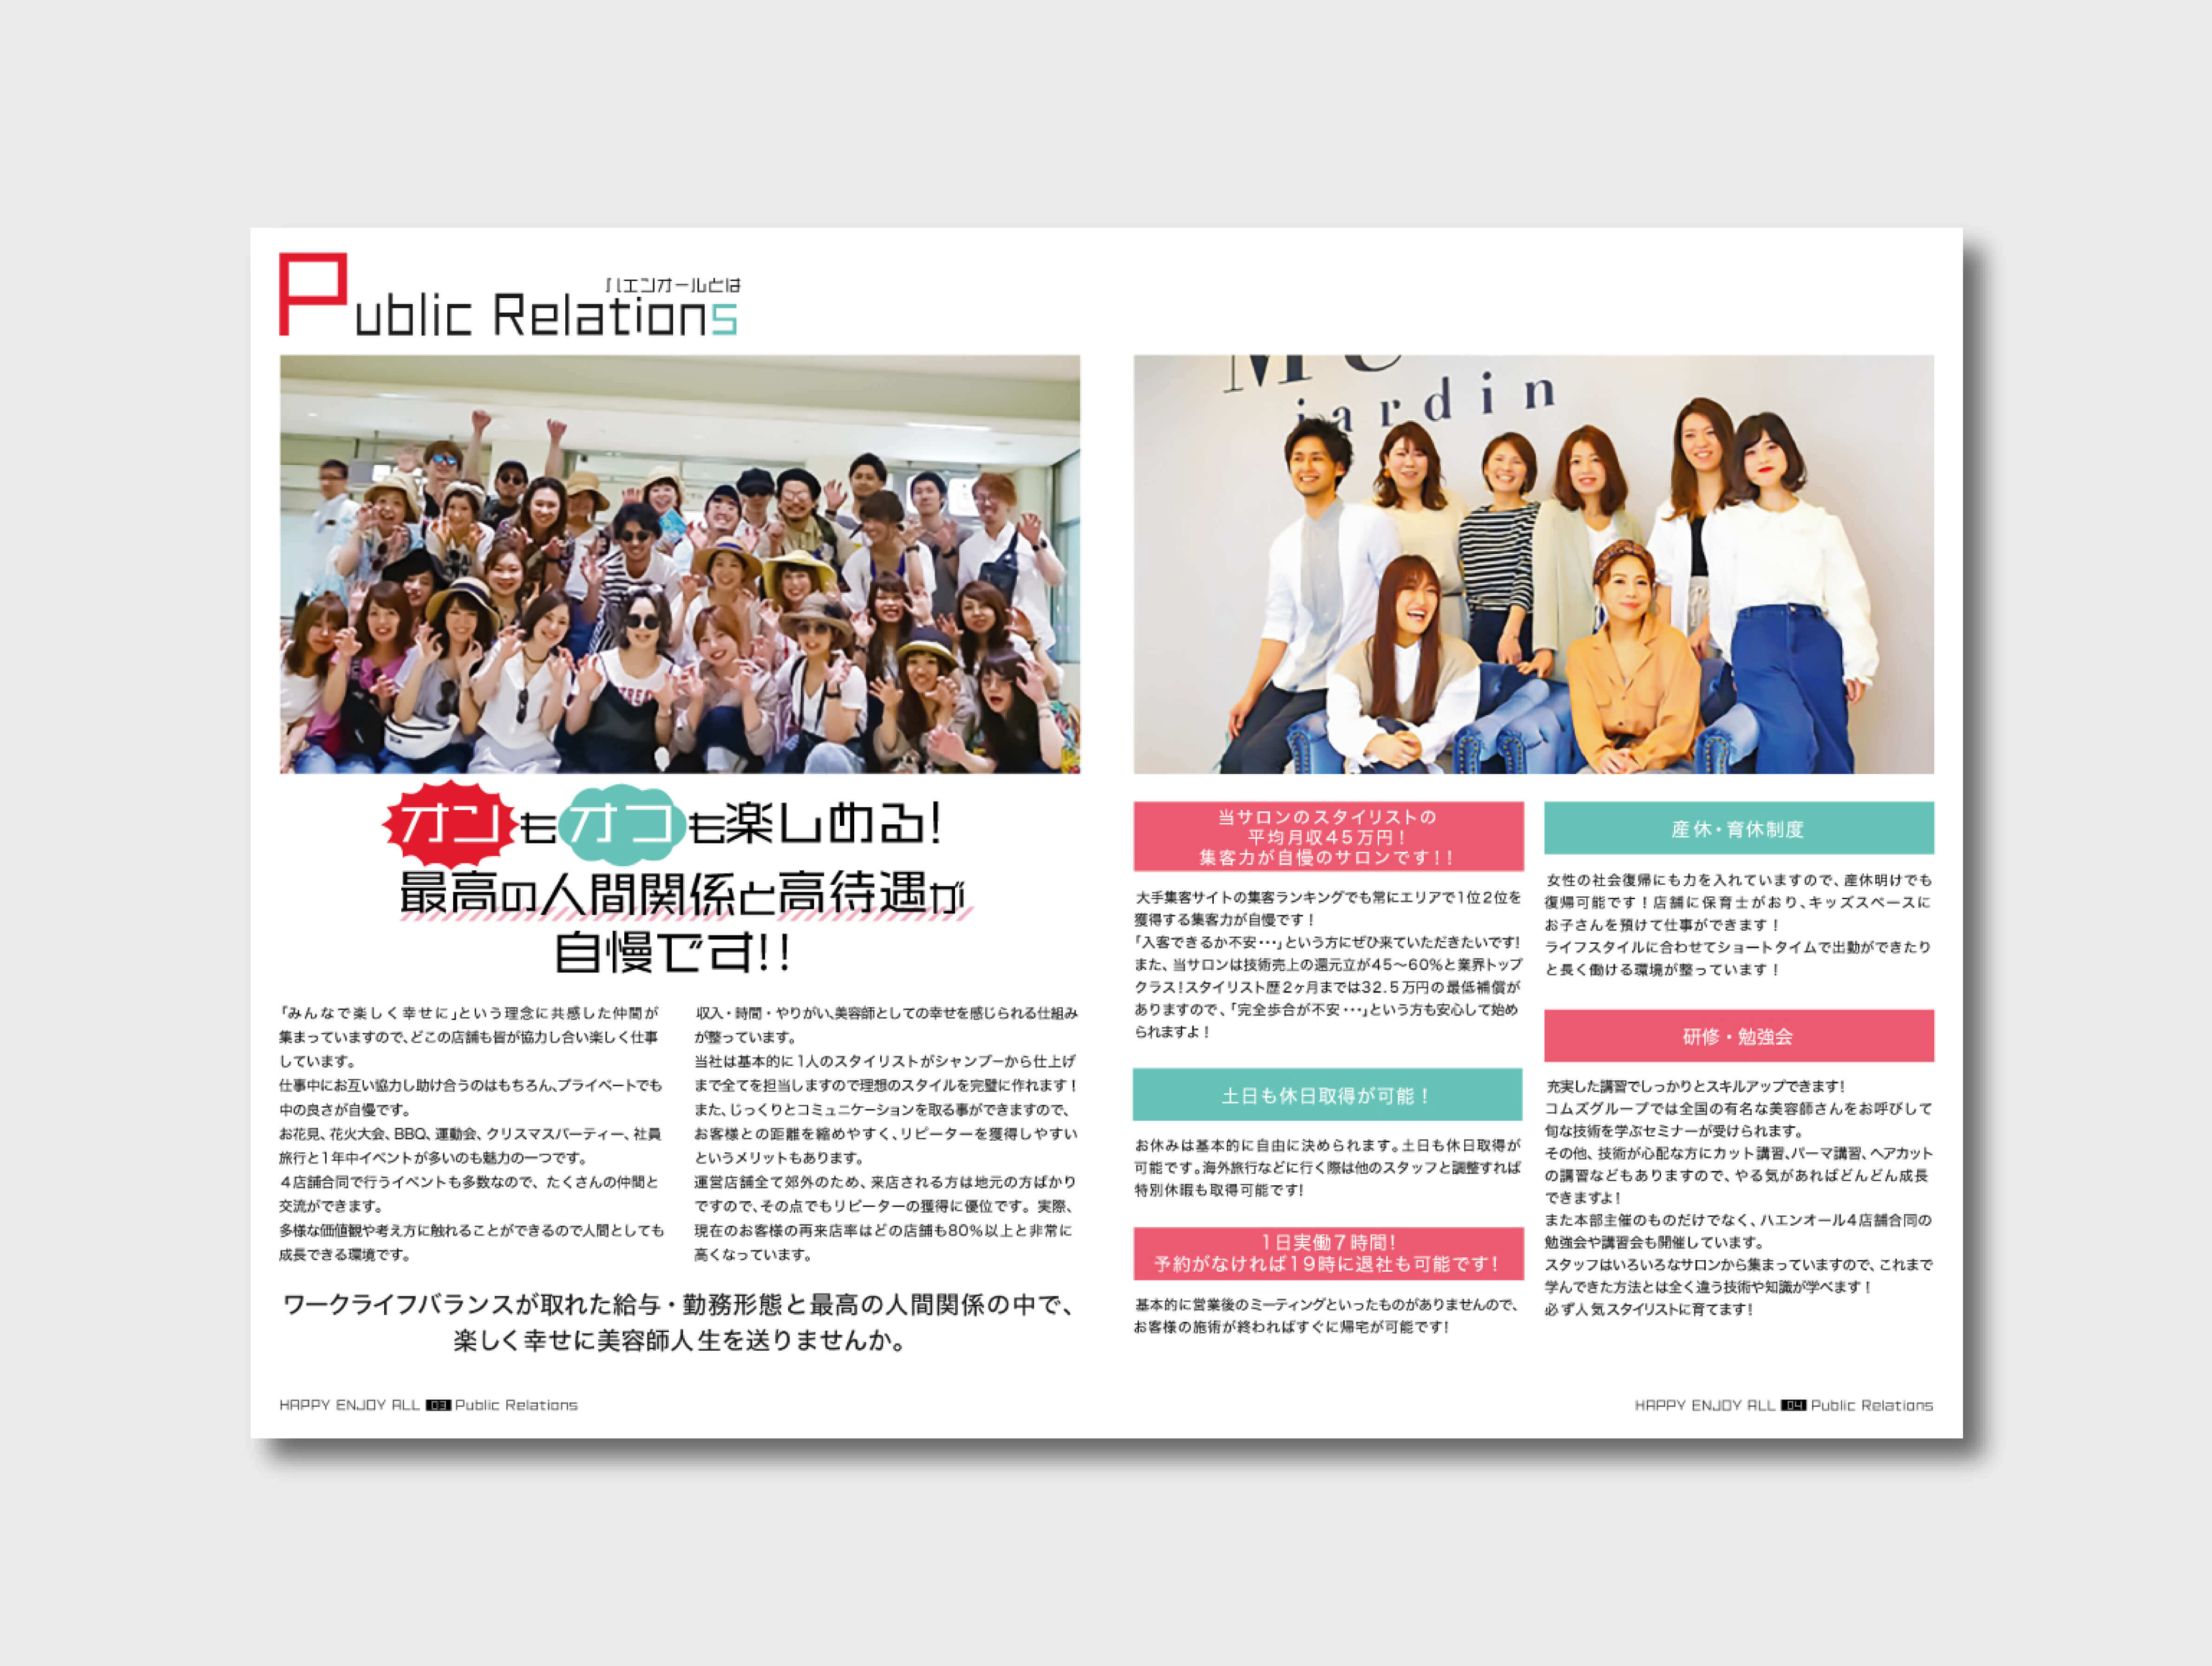 ハエンオールとは
Public Relations
Mu
jardin
オンもオフも楽しめる!
最高の人間関係と高待遇が
自慢です!!
「みんなで楽しく幸せに」という理念に共感した仲間が
集まっていますので、どこの店舗も皆が協力し合い楽しく仕事
しています。
仕事中にお互い協力し助け合うのはもちろん、プライベートでも
中の良さが自慢です。
お花見、花火大会、BBQ、運動会、クリスマスパーティー、社員
旅行と1年中イベントが多いのも魅力の一つです。
4店舗合同で行うイベントも多数なので、たくさんの仲間と
交流ができます。
多様な価値観や考え方に触れることができるので人間としても
成長できる環境です。
収入・時間・やりがい、美容師としての幸せを感じられる仕組み
が整っています。
当社は基本的に1人のスタイリストがシャンプーから仕上げ
まで全てを担当しますので理想のスタイルを完璧に作れます!
また、じっくりとコミュニケーションを取る事ができますので、
お客様との距離を縮めやすく、リピーターを獲得しやすい
というメリットもあります。
運営店舗全て郊外のため、来店される方は地元の方ばかり
ですので、その点でもリピーターの獲得に優位です。実際、
現在のお客様の再来店率はどの店舗も80%以上と非常に
高くなっています。
ワークライフバランスが取れた給与・勤務形態と最高の人間関係の中で、
楽しく幸せに美容師人生を送りませんか。
HAPPY ENJOY ALL 03 Public Relations
当サロンのスタイリストの
平均月収45万円!
集客力が自慢のサロンです!!
大手集客サイトの集客ランキングでも常にエリアで1位2位を
獲得する集客力が自慢です!
「入客できるか不安・・・」という方にぜひ来ていただきたいです!
また、当サロンは技術売上の還元立が45〜60%と業界トップ
クラス!スタイリスト歴2ヶ月までは32.5万円の最低補償が
ありますので、「完全歩合が不安・・・」という方も安心して始め
られますよ!
土日も休日取得が可能!
お休みは基本的に自由に決められます。土日も休日取得が
可能です。海外旅行などに行く際は他のスタッフと調整すれば
特別休暇も取得可能です!
1日実働7時間!
予約がなければ19時に退社も可能です!
基本的に営業後のミーティングといったものがありませんので、
お客様の施術が終わればすぐに帰宅が可能です!
産休・育休制度
女性の社会復帰にも力を入れていますので、産休明けでも
復帰可能です!店舗に保育士がおり、キッズスペースに
お子さんを預けて仕事ができます!
ライフスタイルに合わせてショートタイムで出勤ができたり
と長く働ける環境が整っています!
研修・勉強会
充実した講習でしっかりとスキルアップできます!
コムズグループでは全国の有名な美容師さんをお呼びして
旬な技術を学ぶセミナーが受けられます。
その他、技術が心配な方にカット講習、パーマ講習、ヘアカット
の講習などもありますので、やる気があればどんどん成長
できますよ!
また本部主催のものだけでなく、ハエンオール4店舗合同の
勉強会や講習会も開催しています。
スタッフはいろいろなサロンから集まっていますので、これまで
学んできた方法とは全く違う技術や知識が学べます!
必ず人気スタイリストに育てます!
HAPPY ENJOY ALL 04 Public Relations